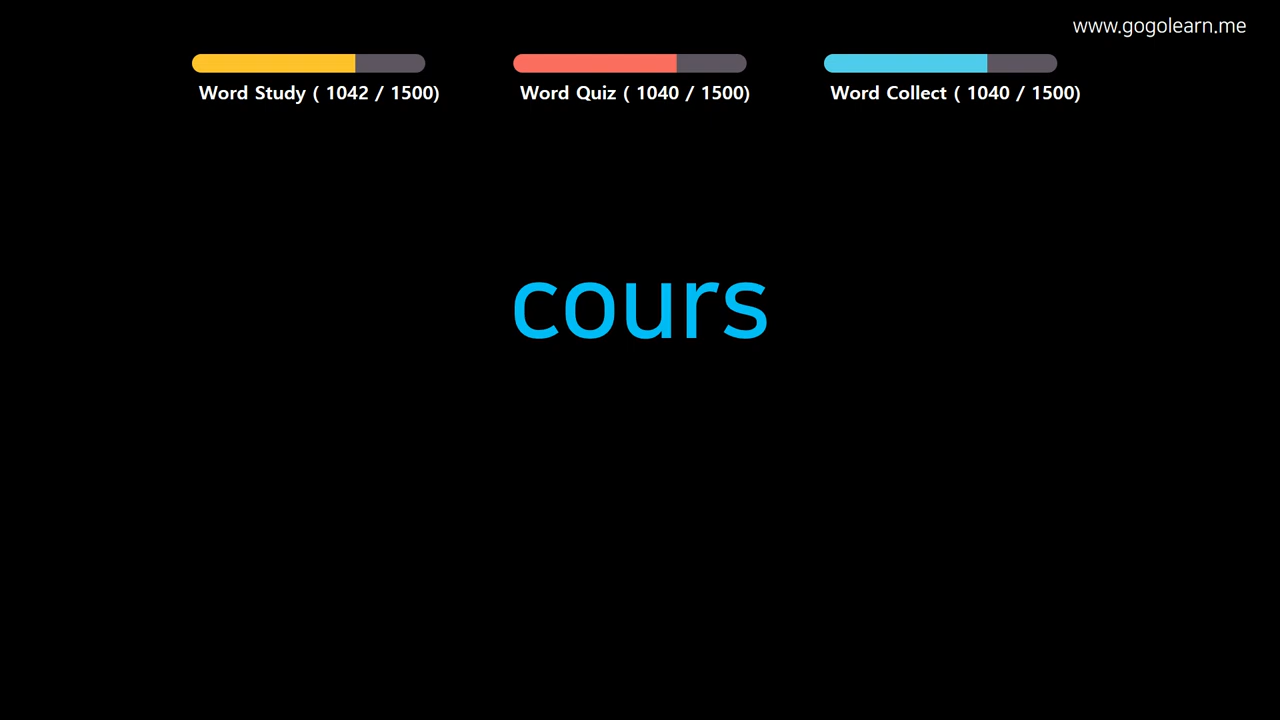 www.gogolearn.me
Word Study ( 1042 / 1500)
Word Quiz ( 1040 / 1500)
Word Collect ( 1040 / 1500)
cours